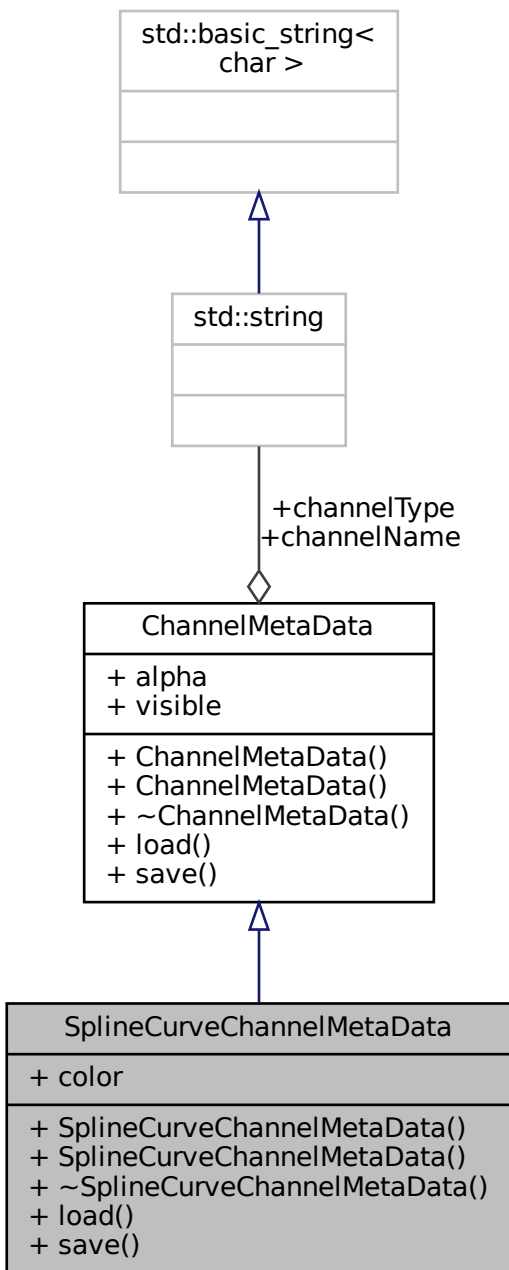 std::basic_string<
char >
std::string
+channelType
+channelName
ChannelMetaData
+ alpha
+ visible
+ ChannelMetaData()
+ ChannelMetaData()
+ ~ChannelMetaData()
+ load()
+ save()
SplineCurveChannelMetaData
+ color
+ SplineCurveChannelMetaData()
+ SplineCurveChannelMetaData()
+ ~SplineCurveChannelMetaData()
+ load()
+ save()